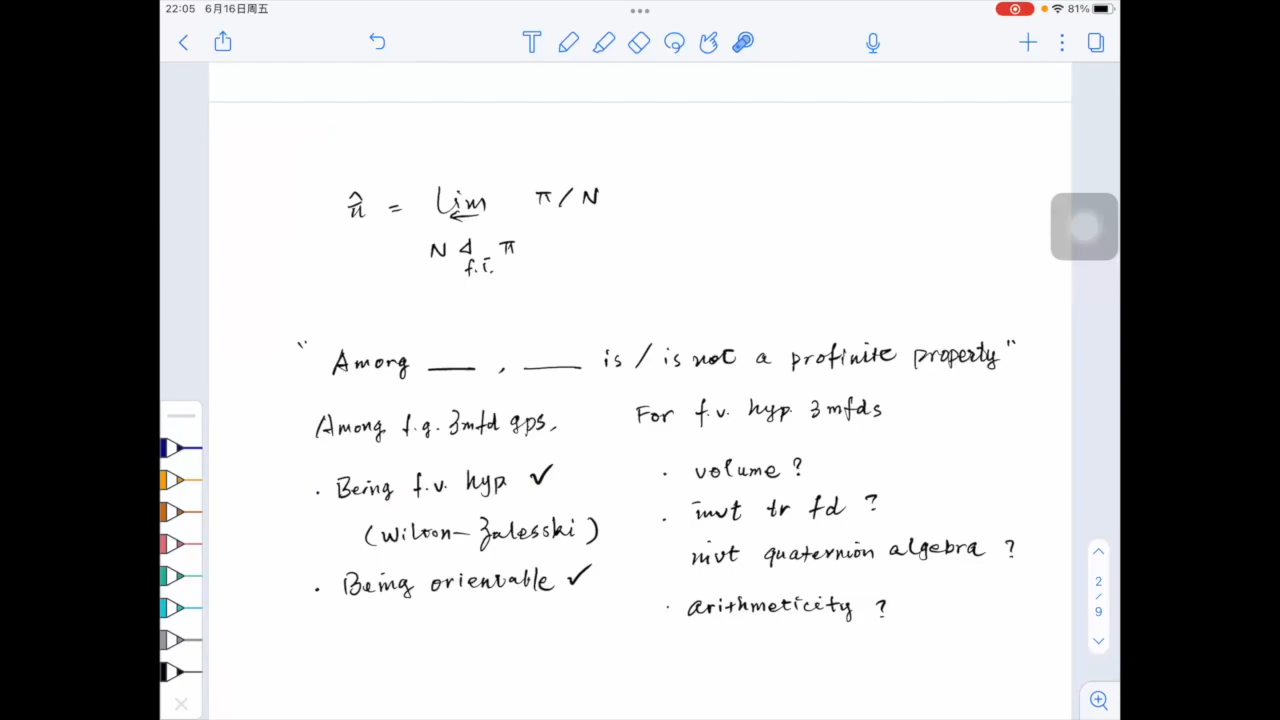 22:05 6月16日周五
81%
π̂ = lim π / N
N ◁ π
f.i.
" Among ___ , ___ is / is not a profinite property "
Among f.g. 3mfd gps,
· Being f.v. hyp ✓
(Wilton-Zalesski)
· Being orientable ✓
For f.v. hyp. 3mfds
· volume ?
· invt tr fd ?
invt quaternion algebra ?
· arithmeticity ?
2
/
9